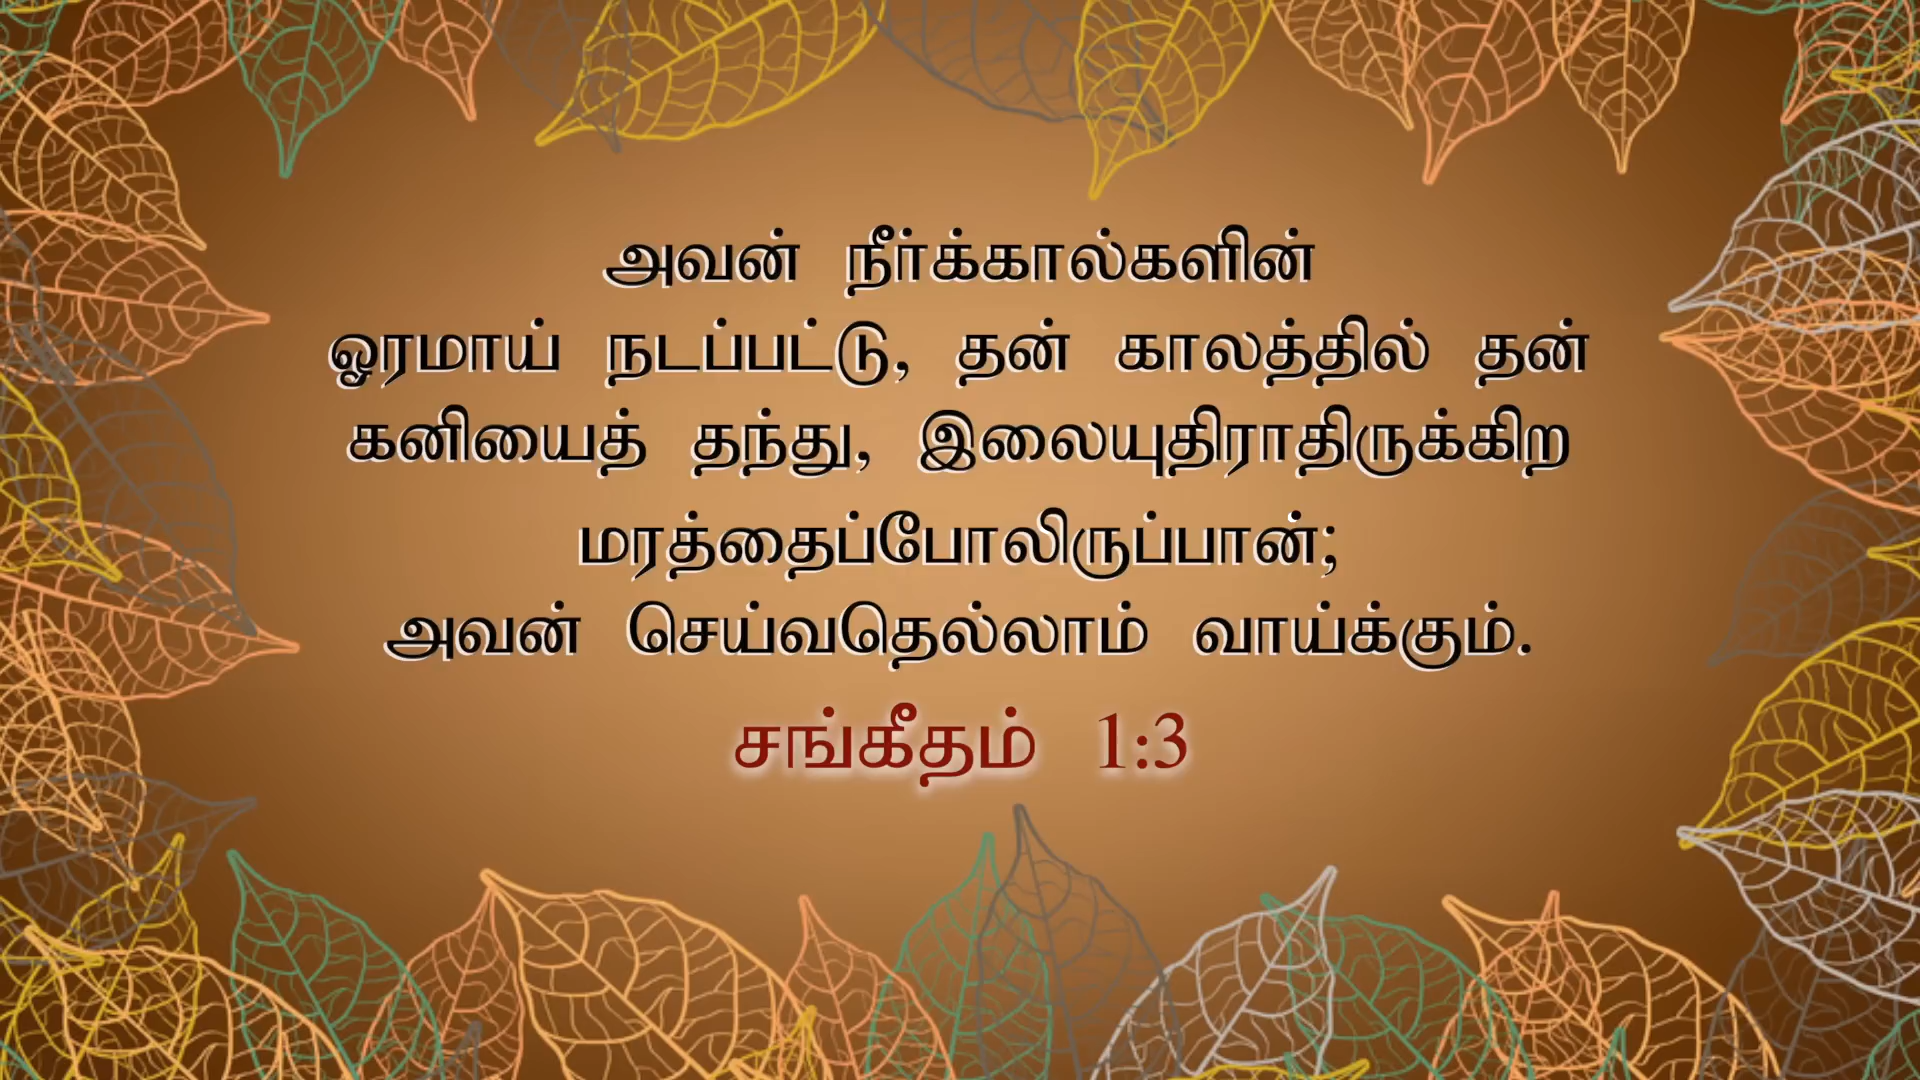 அவன் நீர்க்கால்களின்
ஓரமாய் நடப்பட்டு, தன் காலத்தில் தன்
கனியைத் தந்து, இலையுதிராதிருக்கிற
மரத்தைப்போலிருப்பான்;
அவன் செய்வதெல்லாம் வாய்க்கும்.
சங்கீதம் 1:3